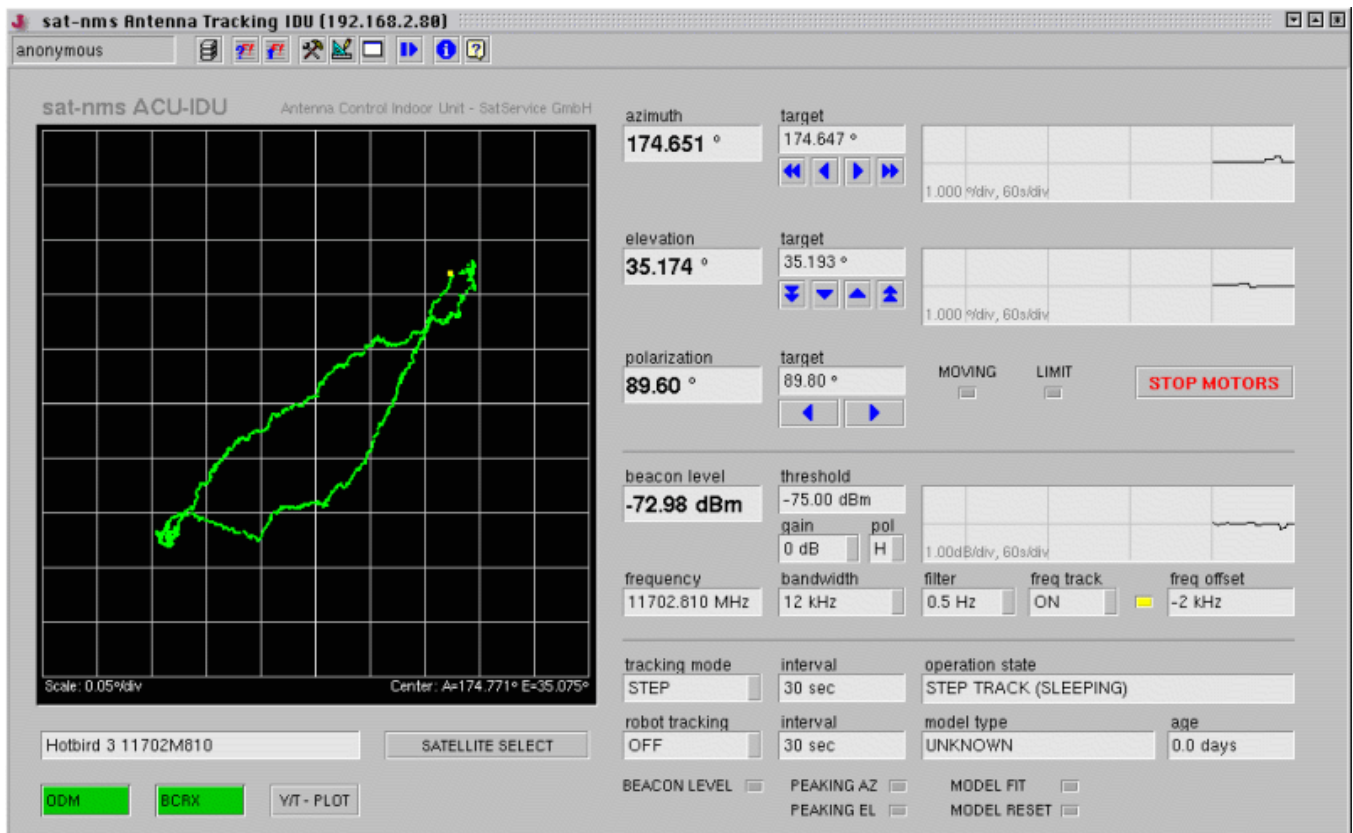 sat-nms Antenna Tracking IDU (192.168.2.80)
anonymous
sat-nms ACU-IDU
Antenna Control Indoor Unit - SatService GmbH
Scale: 0.05°/div
Center: A=174.771° E=35.075°
Hotbird 3 11702M810
SATELLITE SELECT
ODM
BCRX
Y/T - PLOT
azimuth
target
174.651 °
174.647 °
1.000 °/div, 60s/div
elevation
target
35.174 °
35.193 °
1.000 °/div, 60s/div
polarization
target
89.60 °
89.80 °
MOVING
LIMIT
STOP MOTORS
beacon level
threshold
-72.98 dBm
-75.00 dBm
gain
pol
0 dB
H
1.00dB/div, 60s/div
frequency
bandwidth
filter
freq track
freq offset
11702.810 MHz
12 kHz
0.5 Hz
ON
-2 kHz
tracking mode
interval
operation state
STEP
30 sec
STEP TRACK (SLEEPING)
robot tracking
interval
model type
age
OFF
30 sec
UNKNOWN
0.0 days
BEACON LEVEL
PEAKING AZ
MODEL FIT
PEAKING EL
MODEL RESET